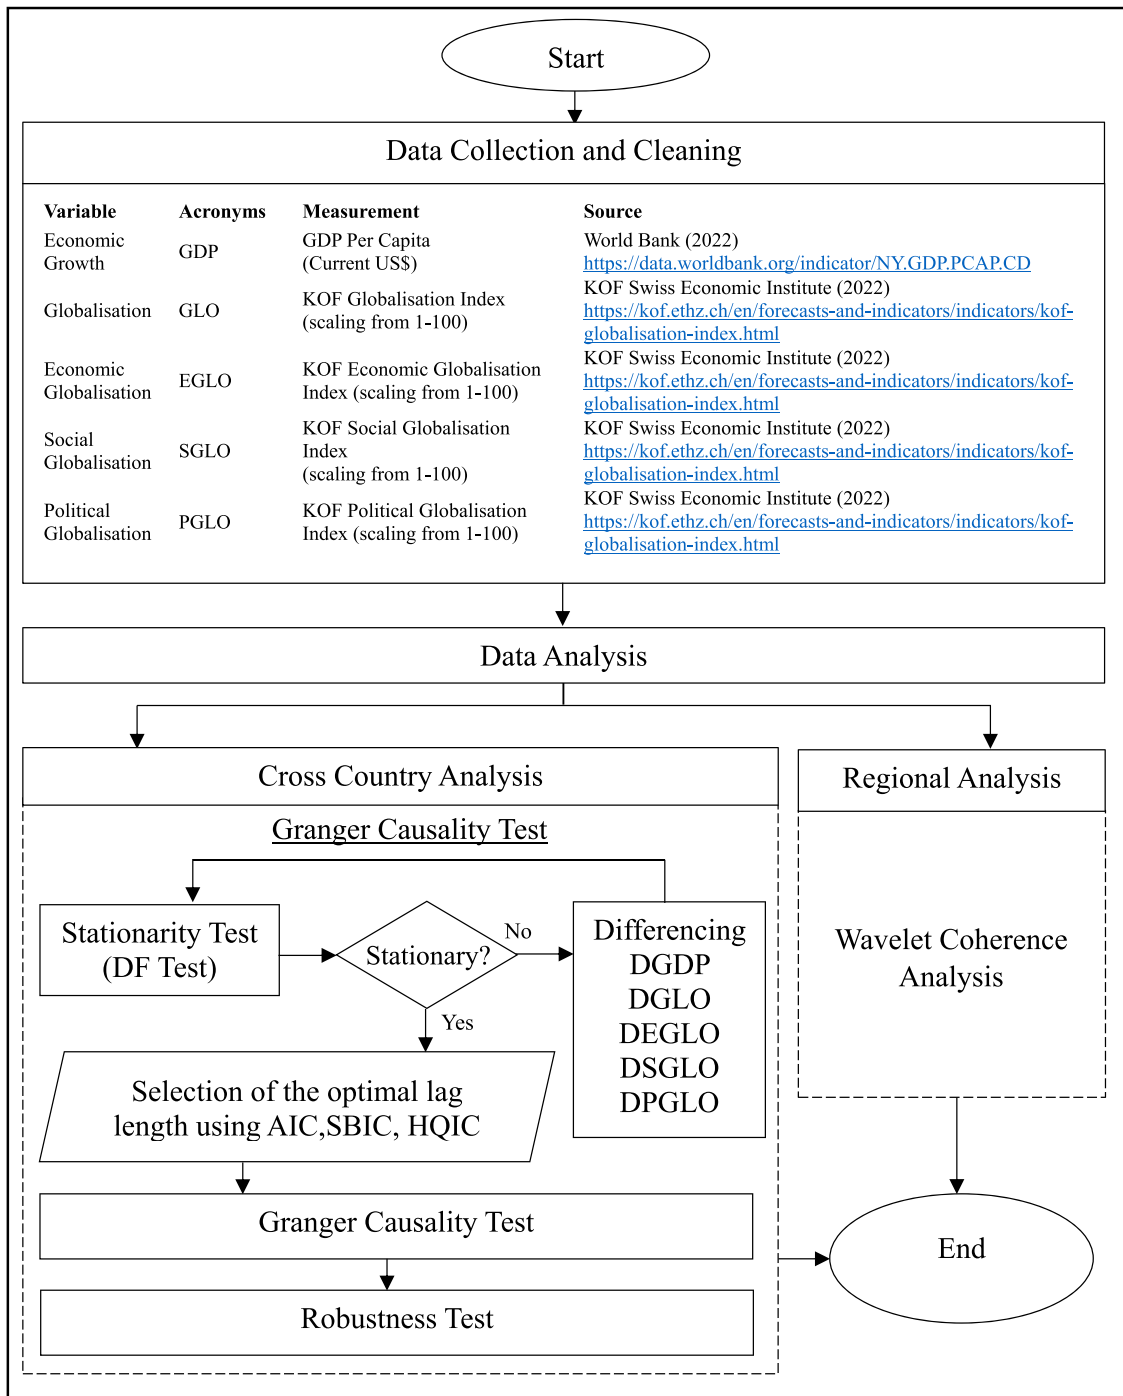 Start
Data Collection and Cleaning
Variable Acronyms Measurement Source
Economic
Growth
GDP
GDP Per Capita
(Current US$)
World Bank (2022)
https://data.worldbank.org/indicator/NY.GDP.PCAP.CD
Globalisation
GLO
KOF Globalisation Index
(scaling from 1-100)
KOF Swiss Economic Institute (2022)
https://kof.ethz.ch/en/forecasts-and-indicators/indicators/kof-
globalisation-index.html
Economic
Globalisation
EGLO
KOF Economic Globalisation
Index (scaling from 1-100)
KOF Swiss Economic Institute (2022)
https://kof.ethz.ch/en/forecasts-and-indicators/indicators/kof-
globalisation-index.html
Social
Globalisation
SGLO
KOF Social Globalisation
Index
(scaling from 1-100)
KOF Swiss Economic Institute (2022)
https://kof.ethz.ch/en/forecasts-and-indicators/indicators/kof-
globalisation-index.html
Political
Globalisation
PGLO
KOF Political Globalisation
Index (scaling from 1-100)
KOF Swiss Economic Institute (2022)
https://kof.ethz.ch/en/forecasts-and-indicators/indicators/kof-
globalisation-index.html
Data Analysis
Cross Country Analysis
Granger Causality Test
Stationarity Test
(DF Test)
Stationary?
No
Yes
Differencing
DGDP
DGLO
DEGLO
DSGLO
DPGLO
Selection of the optimal lag
length using AIC,SBIC, HQIC
Granger Causality Test
Robustness Test
Regional Analysis
Wavelet Coherence
Analysis
End